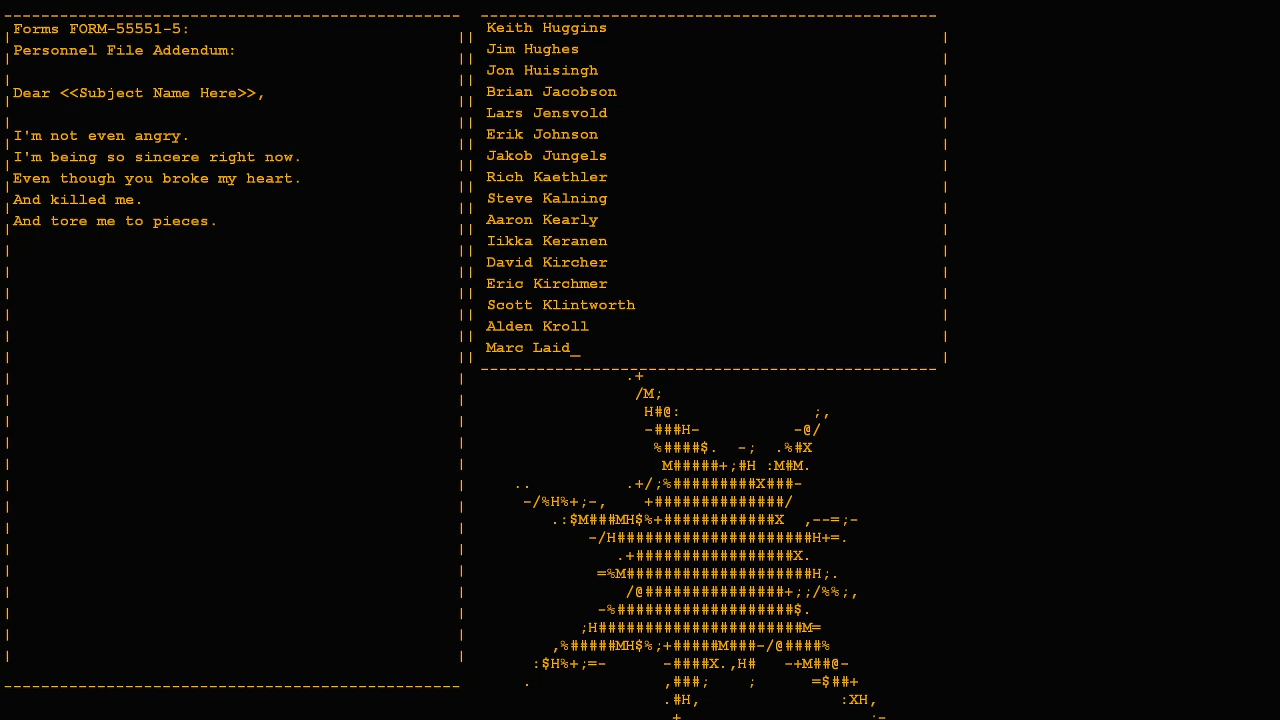 Forms FORM-55551-5:
Personnel File Addendum:
Dear <<Subject Name Here>>,
I'm not even angry.
I'm being so sincere right now.
Even though you broke my heart.
And killed me.
And tore me to pieces.
Keith Huggins
Jim Hughes
Jon Huisingh
Brian Jacobson
Lars Jensvold
Erik Johnson
Jakob Jungels
Rich Kaethler
Steve Kalning
Aaron Kearly
Iikka Keranen
David Kircher
Eric Kirchmer
Scott Klintworth
Alden Kroll
Marc Laid_